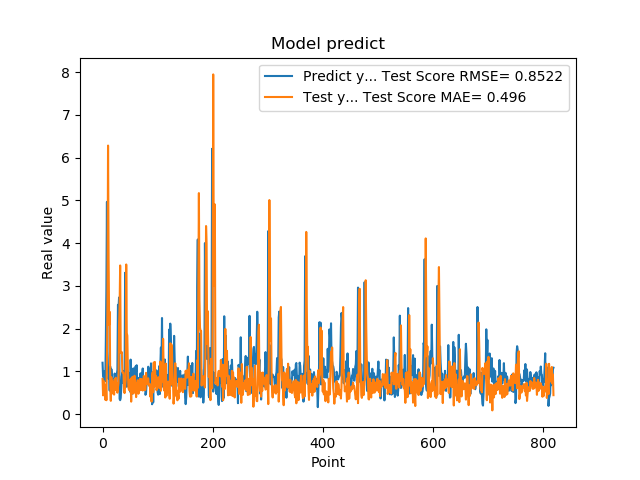 Model predict
Predict y... Test Score RMSE= 0.8522
Test y... Test Score MAE= 0.496
Real value
8
7
6
5
4
3
2
1
0
0 200 400 600 800
Point